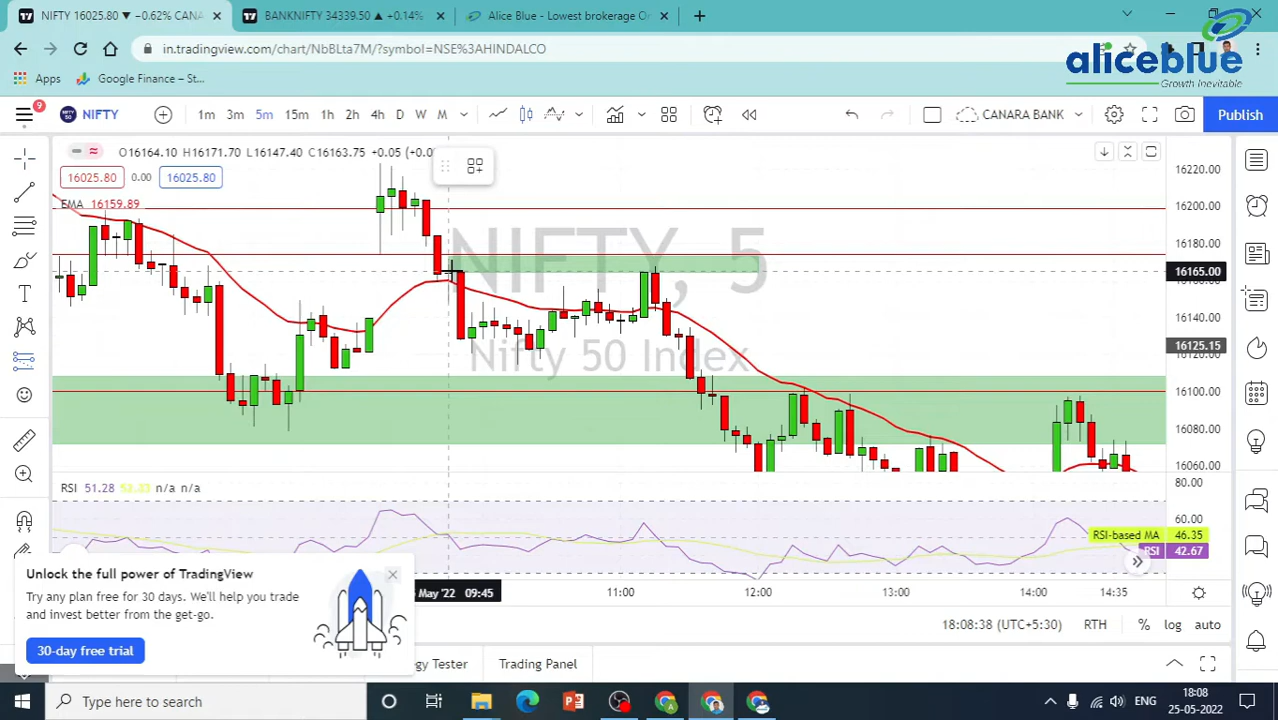 NIFTY 16025.80 ▼ −0.62% CANA
BANKNIFTY 34339.50 ▲ +0.14%
Alice Blue - Lowest brokerage On
in.tradingview.com/chart/NbBLta7M/?symbol=NSE%3AHINDALCO
Apps
Google Finance – St...
aliceblue
Growth Inevitable
9
NIFTY
1m 3m 5m 15m 1h 2h 4h D W M
CANARA BANK
Publish
O16164.10 H16171.70 L16147.40 C16163.75 +0.05 (+0.0
16025.80 0.00 16025.80
EMA 16159.89
NIFTY, 5
Nifty 50 Index
16220.00
16200.00
16180.00
16165.00
16140.00
16125.15
16100.00
16080.00
16060.00
RSI 51.28 n/a n/a
80.00
60.00
RSI-based MA 46.35
RSI 42.67
May '22 09:45
11:00
12:00
13:00
14:00
14:35
Unlock the full power of TradingView
Try any plan free for 30 days. We'll help you trade
and invest better from the get-go.
30-day free trial
18:08:38 (UTC+5:30)
RTH
%
log
auto
gy Tester
Trading Panel
Type here to search
ENG
18:08
25-05-2022